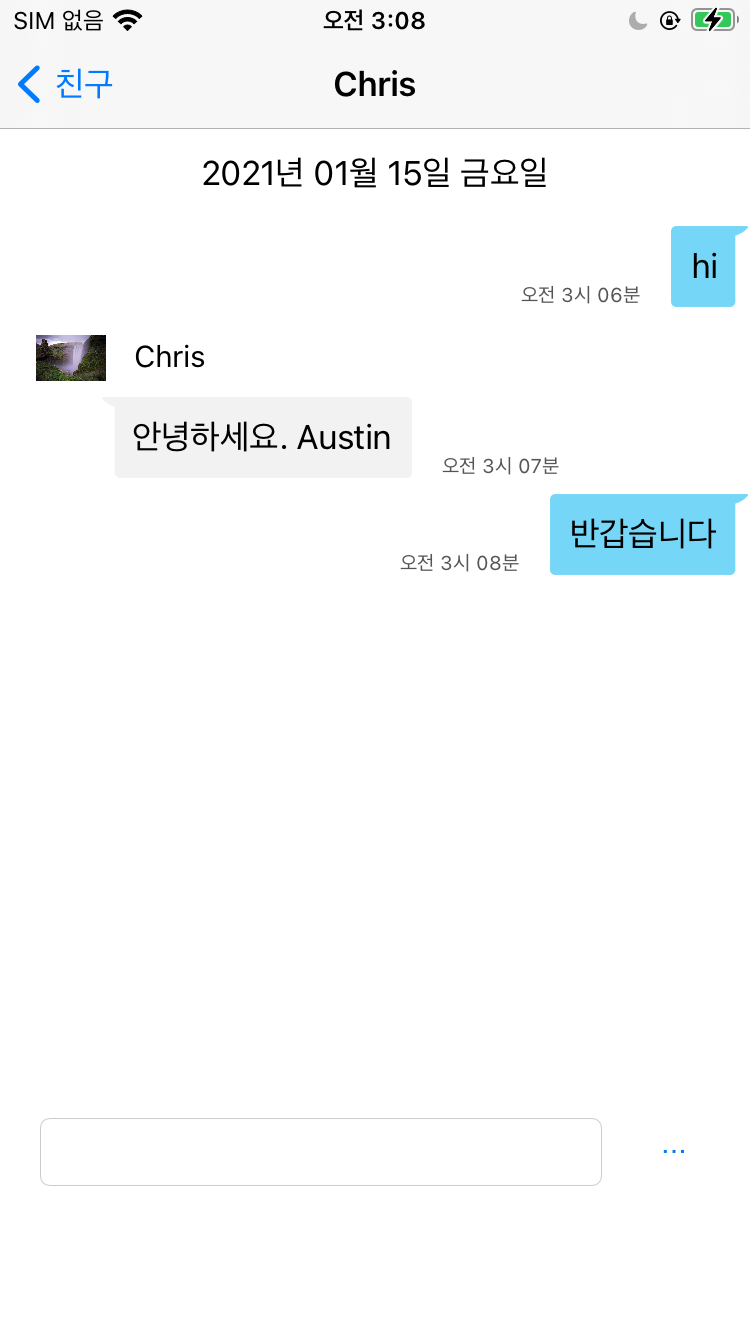 SIM 없음
오전 3:08
친구
Chris
2021년 01월 15일 금요일
hi
오전 3시 06분
Chris
안녕하세요. Austin
오전 3시 07분
반갑습니다
오전 3시 08분
...